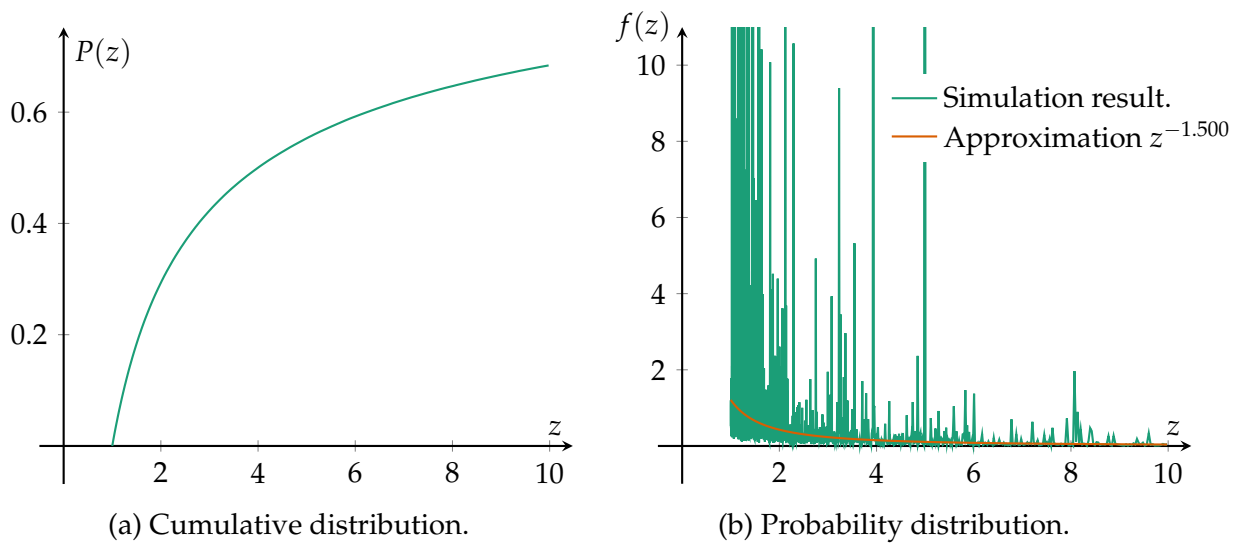 P(z)
0.6
0.4
0.2
2 4 6 8 10
z
(a) Cumulative distribution.
f(z)
10
8
6
4
2
2 4 6 8 10
z
Simulation result.
Approximation z^{-1.500}
(b) Probability distribution.